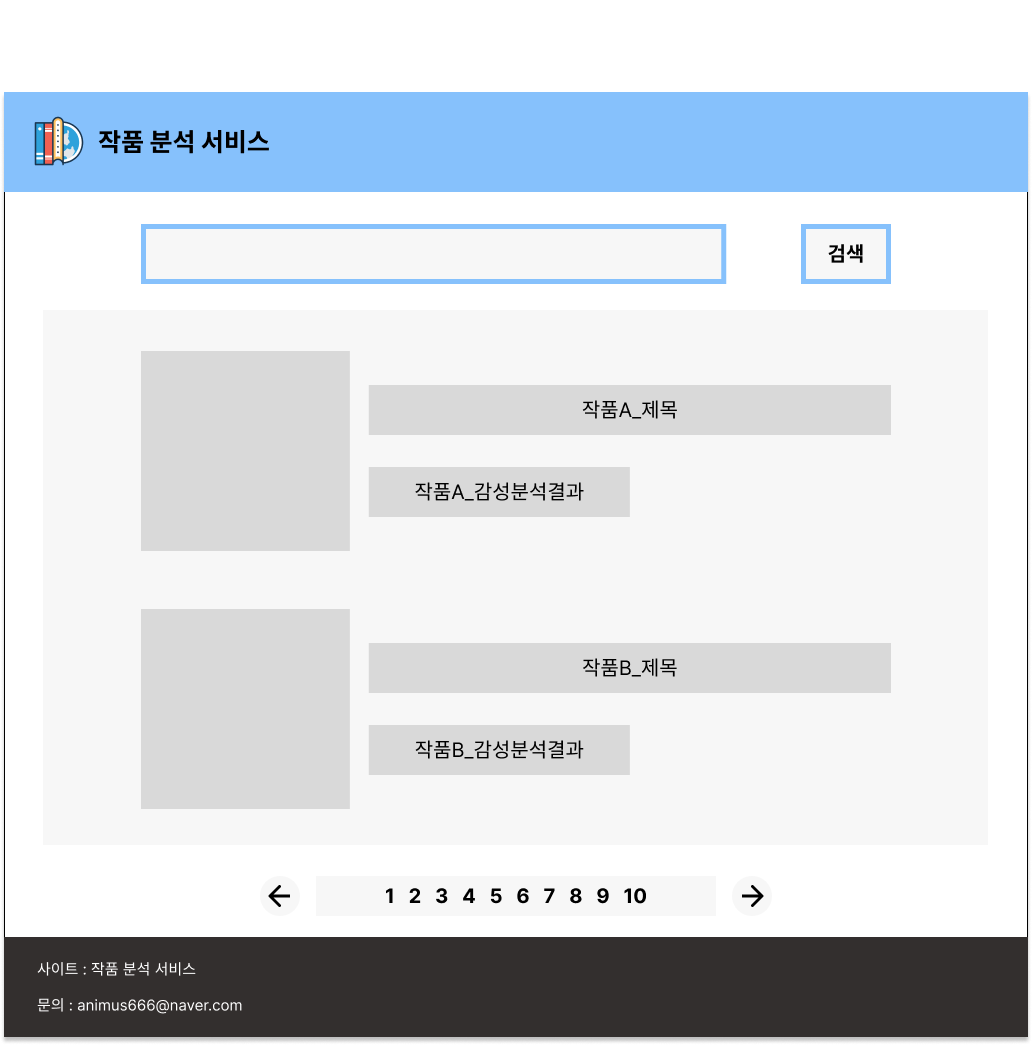 작품 분석 서비스
검색
작품A_제목
작품A_감성분석결과
작품B_제목
작품B_감성분석결과
1 2 3 4 5 6 7 8 9 10
사이트 : 작품 분석 서비스
문의 : animus666@naver.com